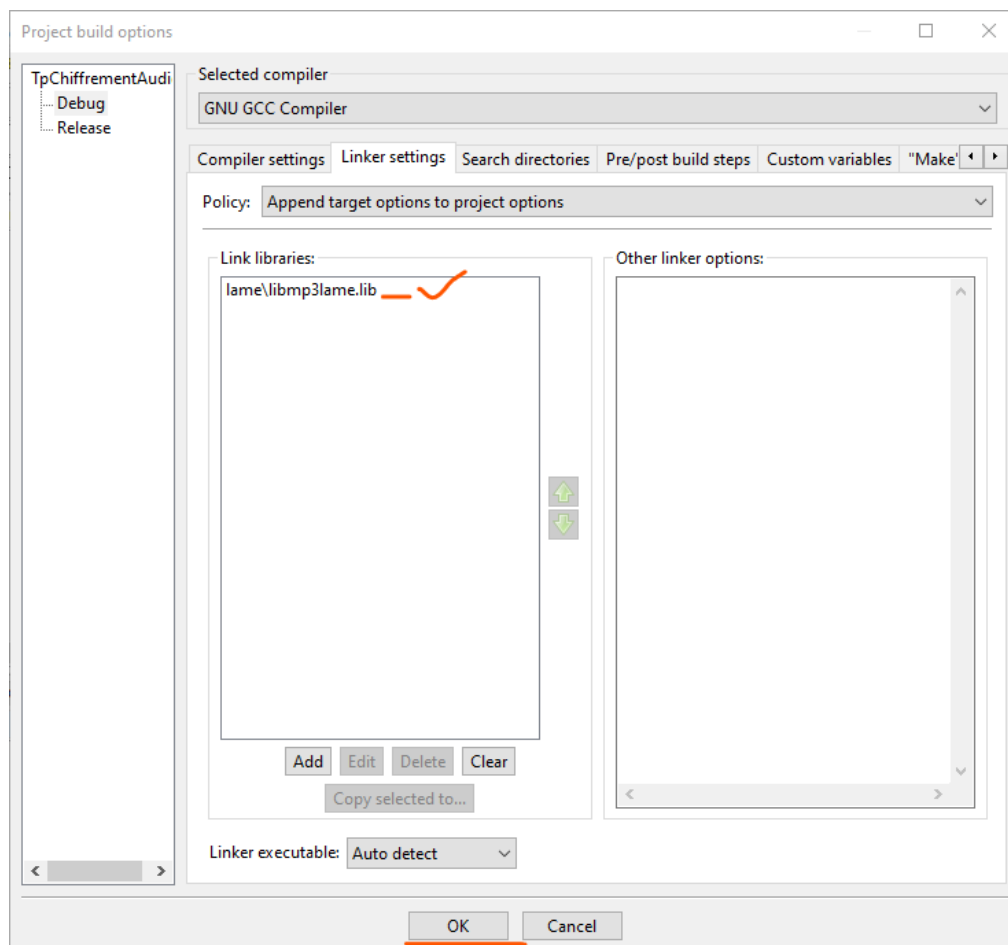 Project build options
TpChiffrementAudi
Debug
Release
Selected compiler
GNU GCC Compiler
Compiler settings Linker settings Search directories Pre/post build steps Custom variables "Make"
Policy: Append target options to project options
Link libraries:
lame\libmp3lame.lib
Other linker options:
Add Edit Delete Clear
Copy selected to...
Linker executable: Auto detect
OK Cancel